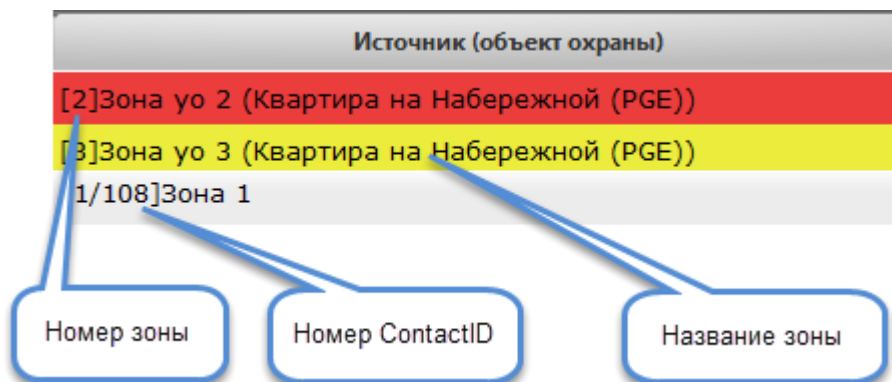 Источник (объект охраны)
[2]Зона уо 2 (Квартира на Набережной (PGE))
[3]Зона уо 3 (Квартира на Набережной (PGE))
1/108]Зона 1
Номер зоны
Номер ContactID
Название зоны